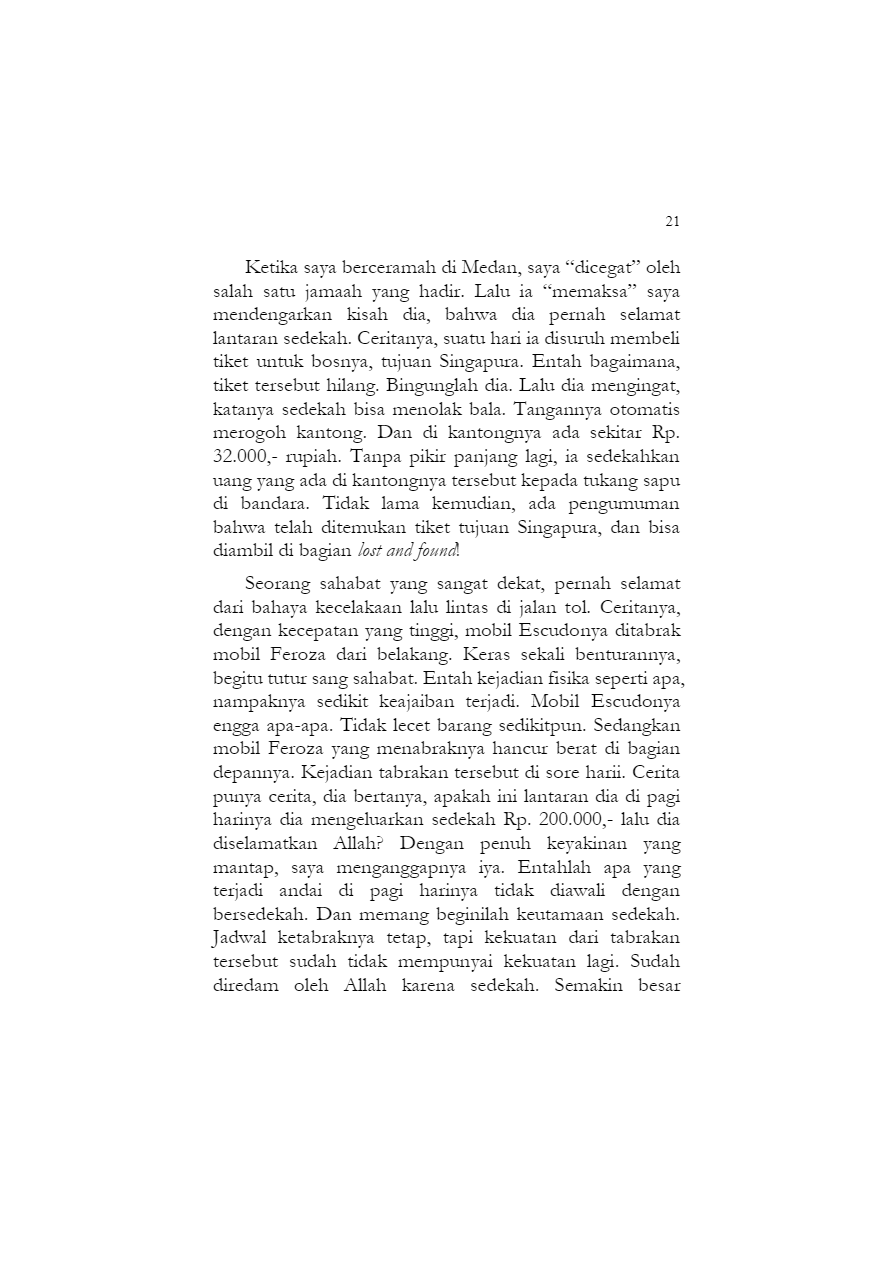 21
Ketika saya berceramah di Medan, saya “dicegat” oleh
salah satu jamaah yang hadir. Lalu ia “memaksa” saya
mendengarkan kisah dia, bahwa dia pernah selamat
lantaran sedekah. Ceritanya, suatu hari ia disuruh membeli
tiket untuk bosnya, tujuan Singapura. Entah bagaimana,
tiket tersebut hilang. Bingunglah dia. Lalu dia mengingat,
katanya sedekah bisa menolak bala. Tangannya otomatis
merogoh kantong. Dan di kantongnya ada sekitar Rp.
32.000,- rupiah. Tanpa pikir panjang lagi, ia sedekahkan
uang yang ada di kantongnya tersebut kepada tukang sapu
di bandara. Tidak lama kemudian, ada pengumuman
bahwa telah ditemukan tiket tujuan Singapura, dan bisa
diambil di bagian lost and found!
Seorang sahabat yang sangat dekat, pernah selamat
dari bahaya kecelakaan lalu lintas di jalan tol. Ceritanya,
dengan kecepatan yang tinggi, mobil Escudonya ditabrak
mobil Feroza dari belakang. Keras sekali benturannya,
begitu tutur sang sahabat. Entah kejadian fisika seperti apa,
nampaknya sedikit keajaiban terjadi. Mobil Escudonya
engga apa-apa. Tidak lecet barang sedikitpun. Sedangkan
mobil Feroza yang menabraknya hancur berat di bagian
depannya. Kejadian tabrakan tersebut di sore harii. Cerita
punya cerita, dia bertanya, apakah ini lantaran dia di pagi
harinya dia mengeluarkan sedekah Rp. 200.000,- lalu dia
diselamatkan Allah? Dengan penuh keyakinan yang
mantap, saya menganggapnya iya. Entahlah apa yang
terjadi andai di pagi harinya tidak diawali dengan
bersedekah. Dan memang beginilah keutamaan sedekah.
Jadwal ketabraknya tetap, tapi kekuatan dari tabrakan
tersebut sudah tidak mempunyai kekuatan lagi. Sudah
diredam oleh Allah karena sedekah. Semakin besar